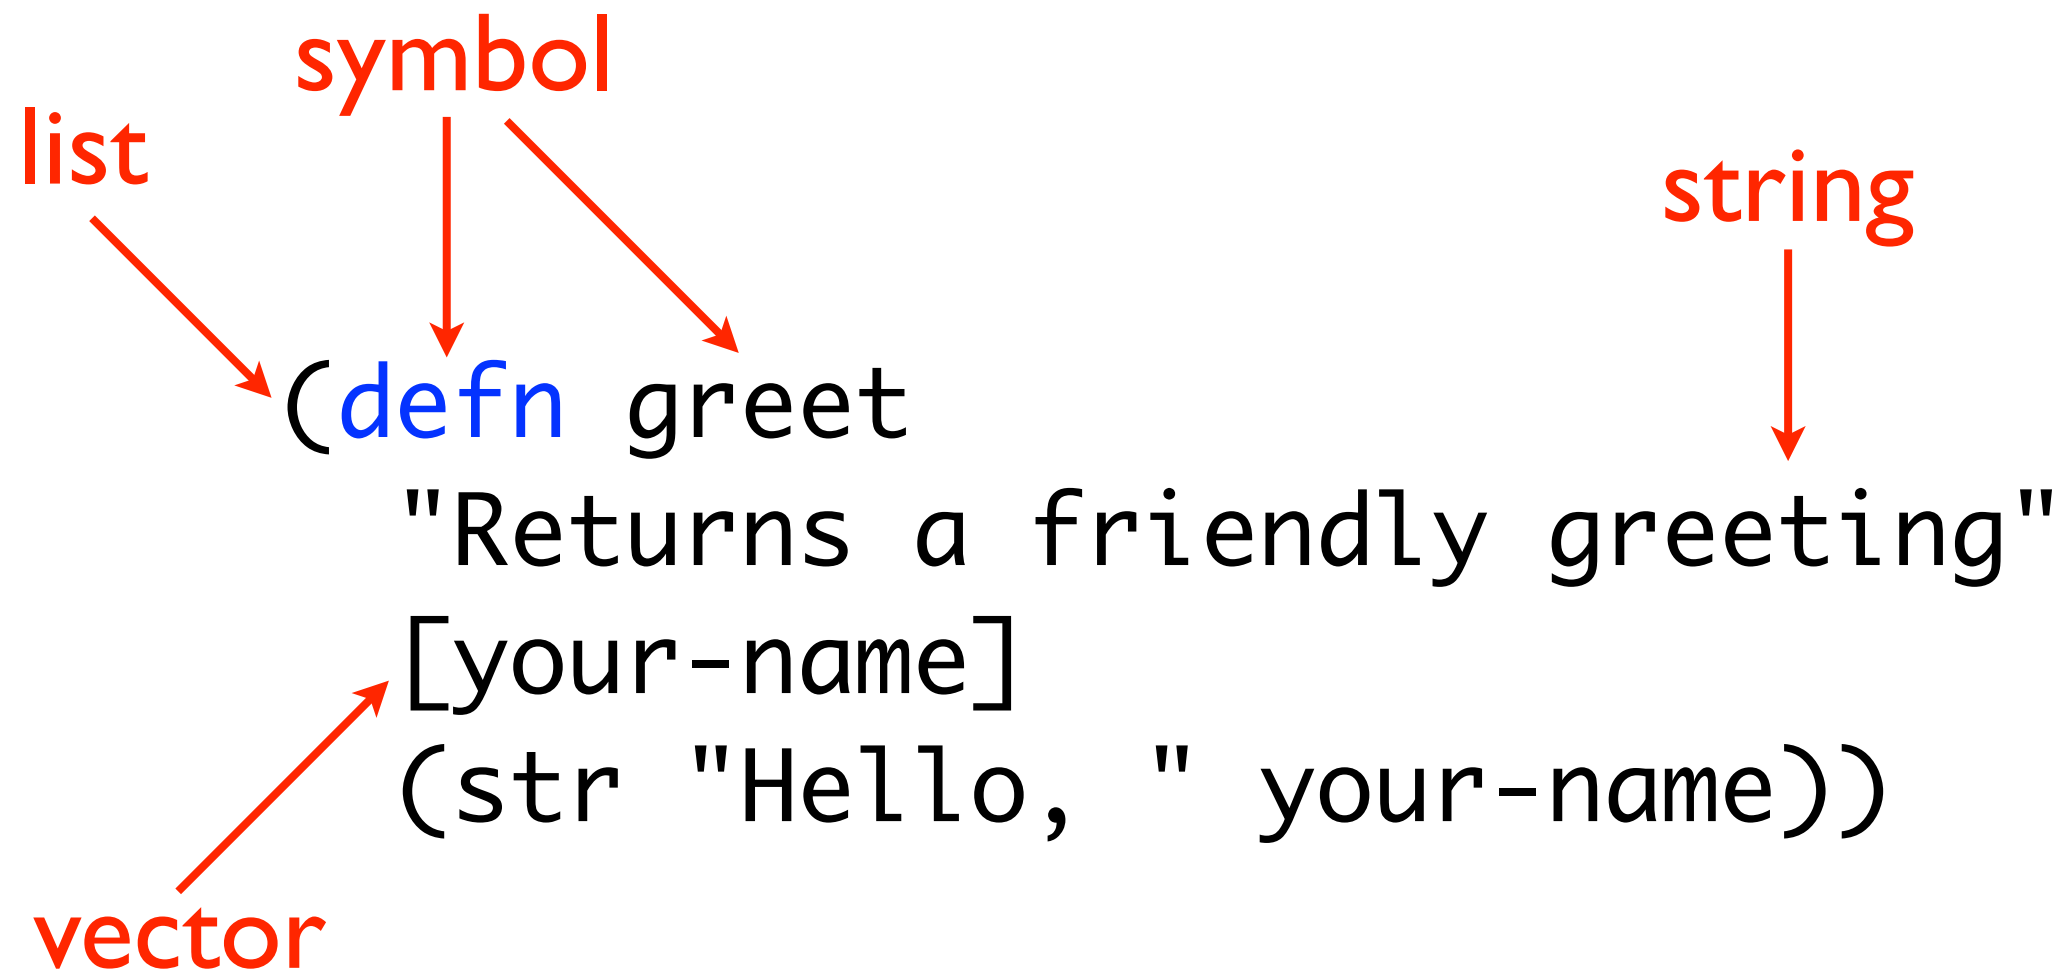 symbol
list
string
(defn greet
"Returns a friendly greeting"
[your-name]
(str "Hello, " your-name))
vector